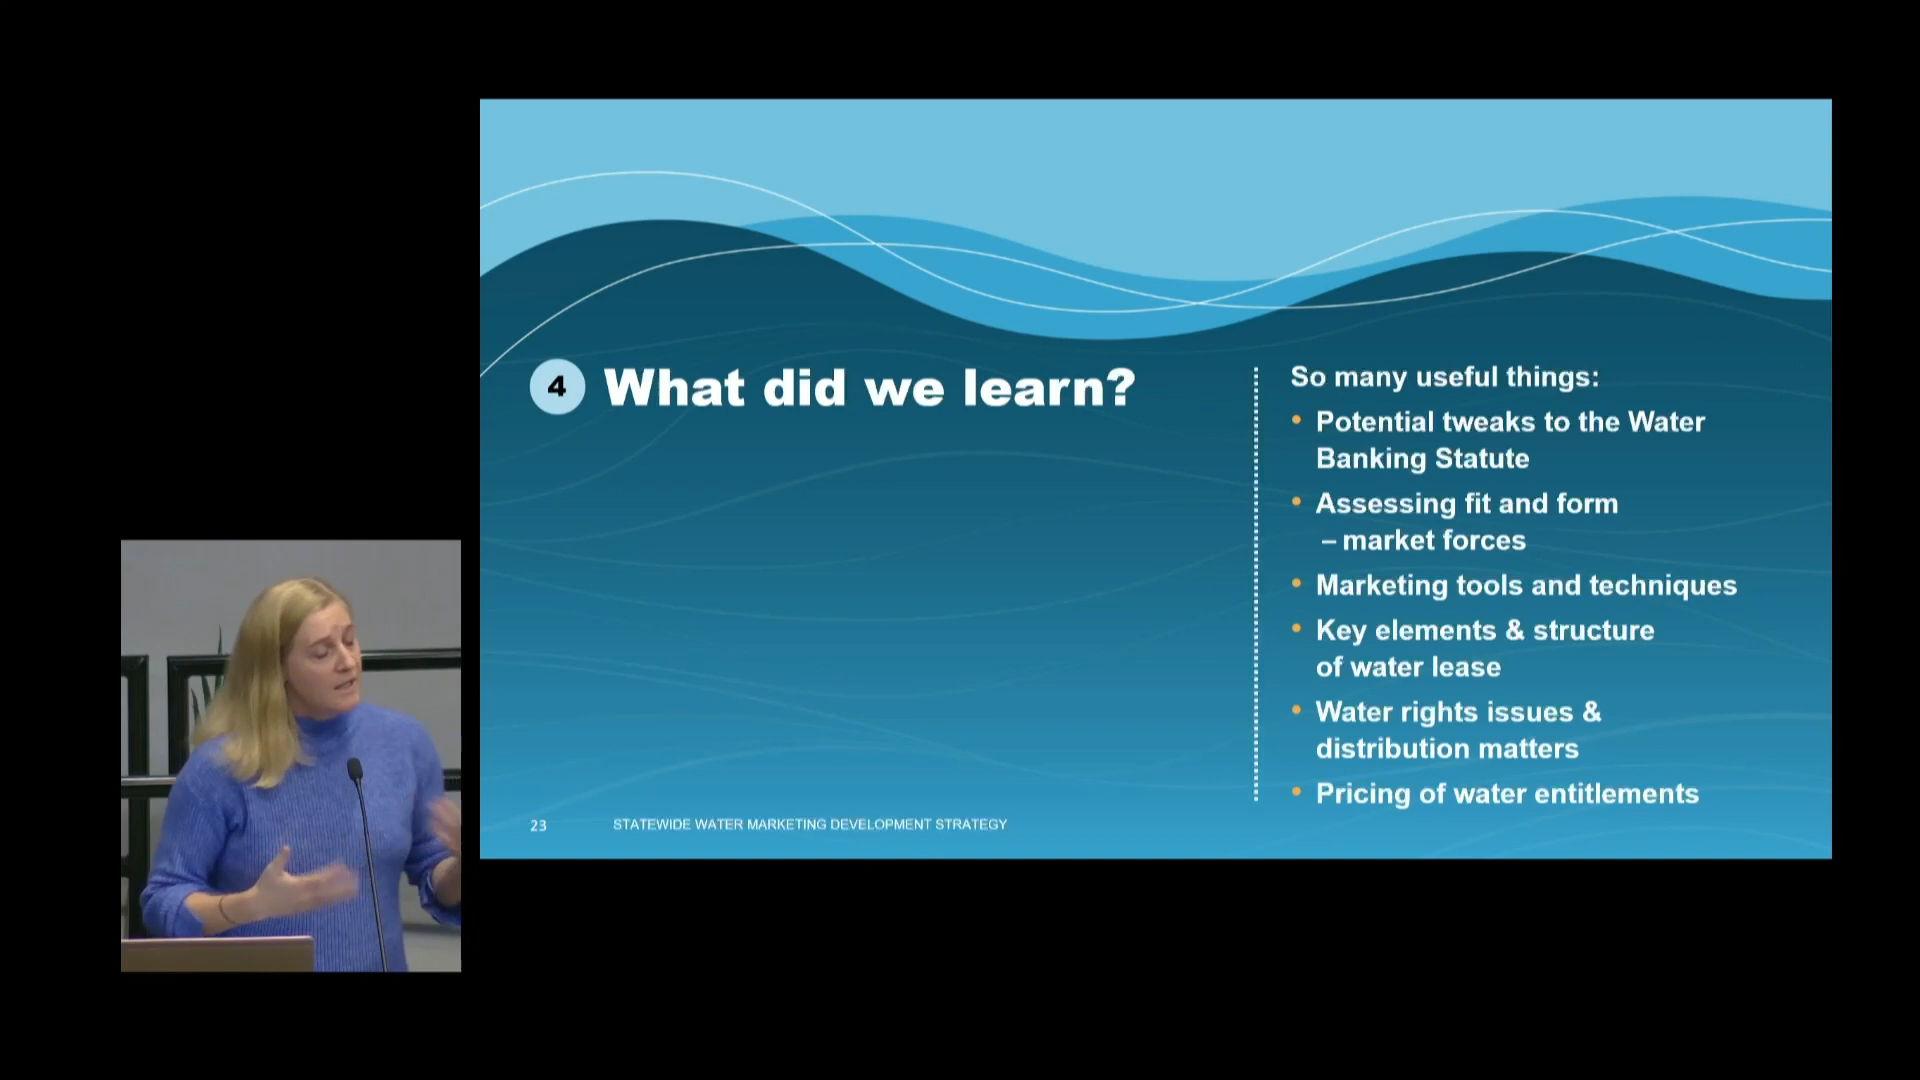 4 What did we learn?
So many useful things:
• Potential tweaks to the Water
Banking Statute
• Assessing fit and form
– market forces
• Marketing tools and techniques
• Key elements & structure
of water lease
• Water rights issues &
distribution matters
• Pricing of water entitlements
23 STATEWIDE WATER MARKETING DEVELOPMENT STRATEGY